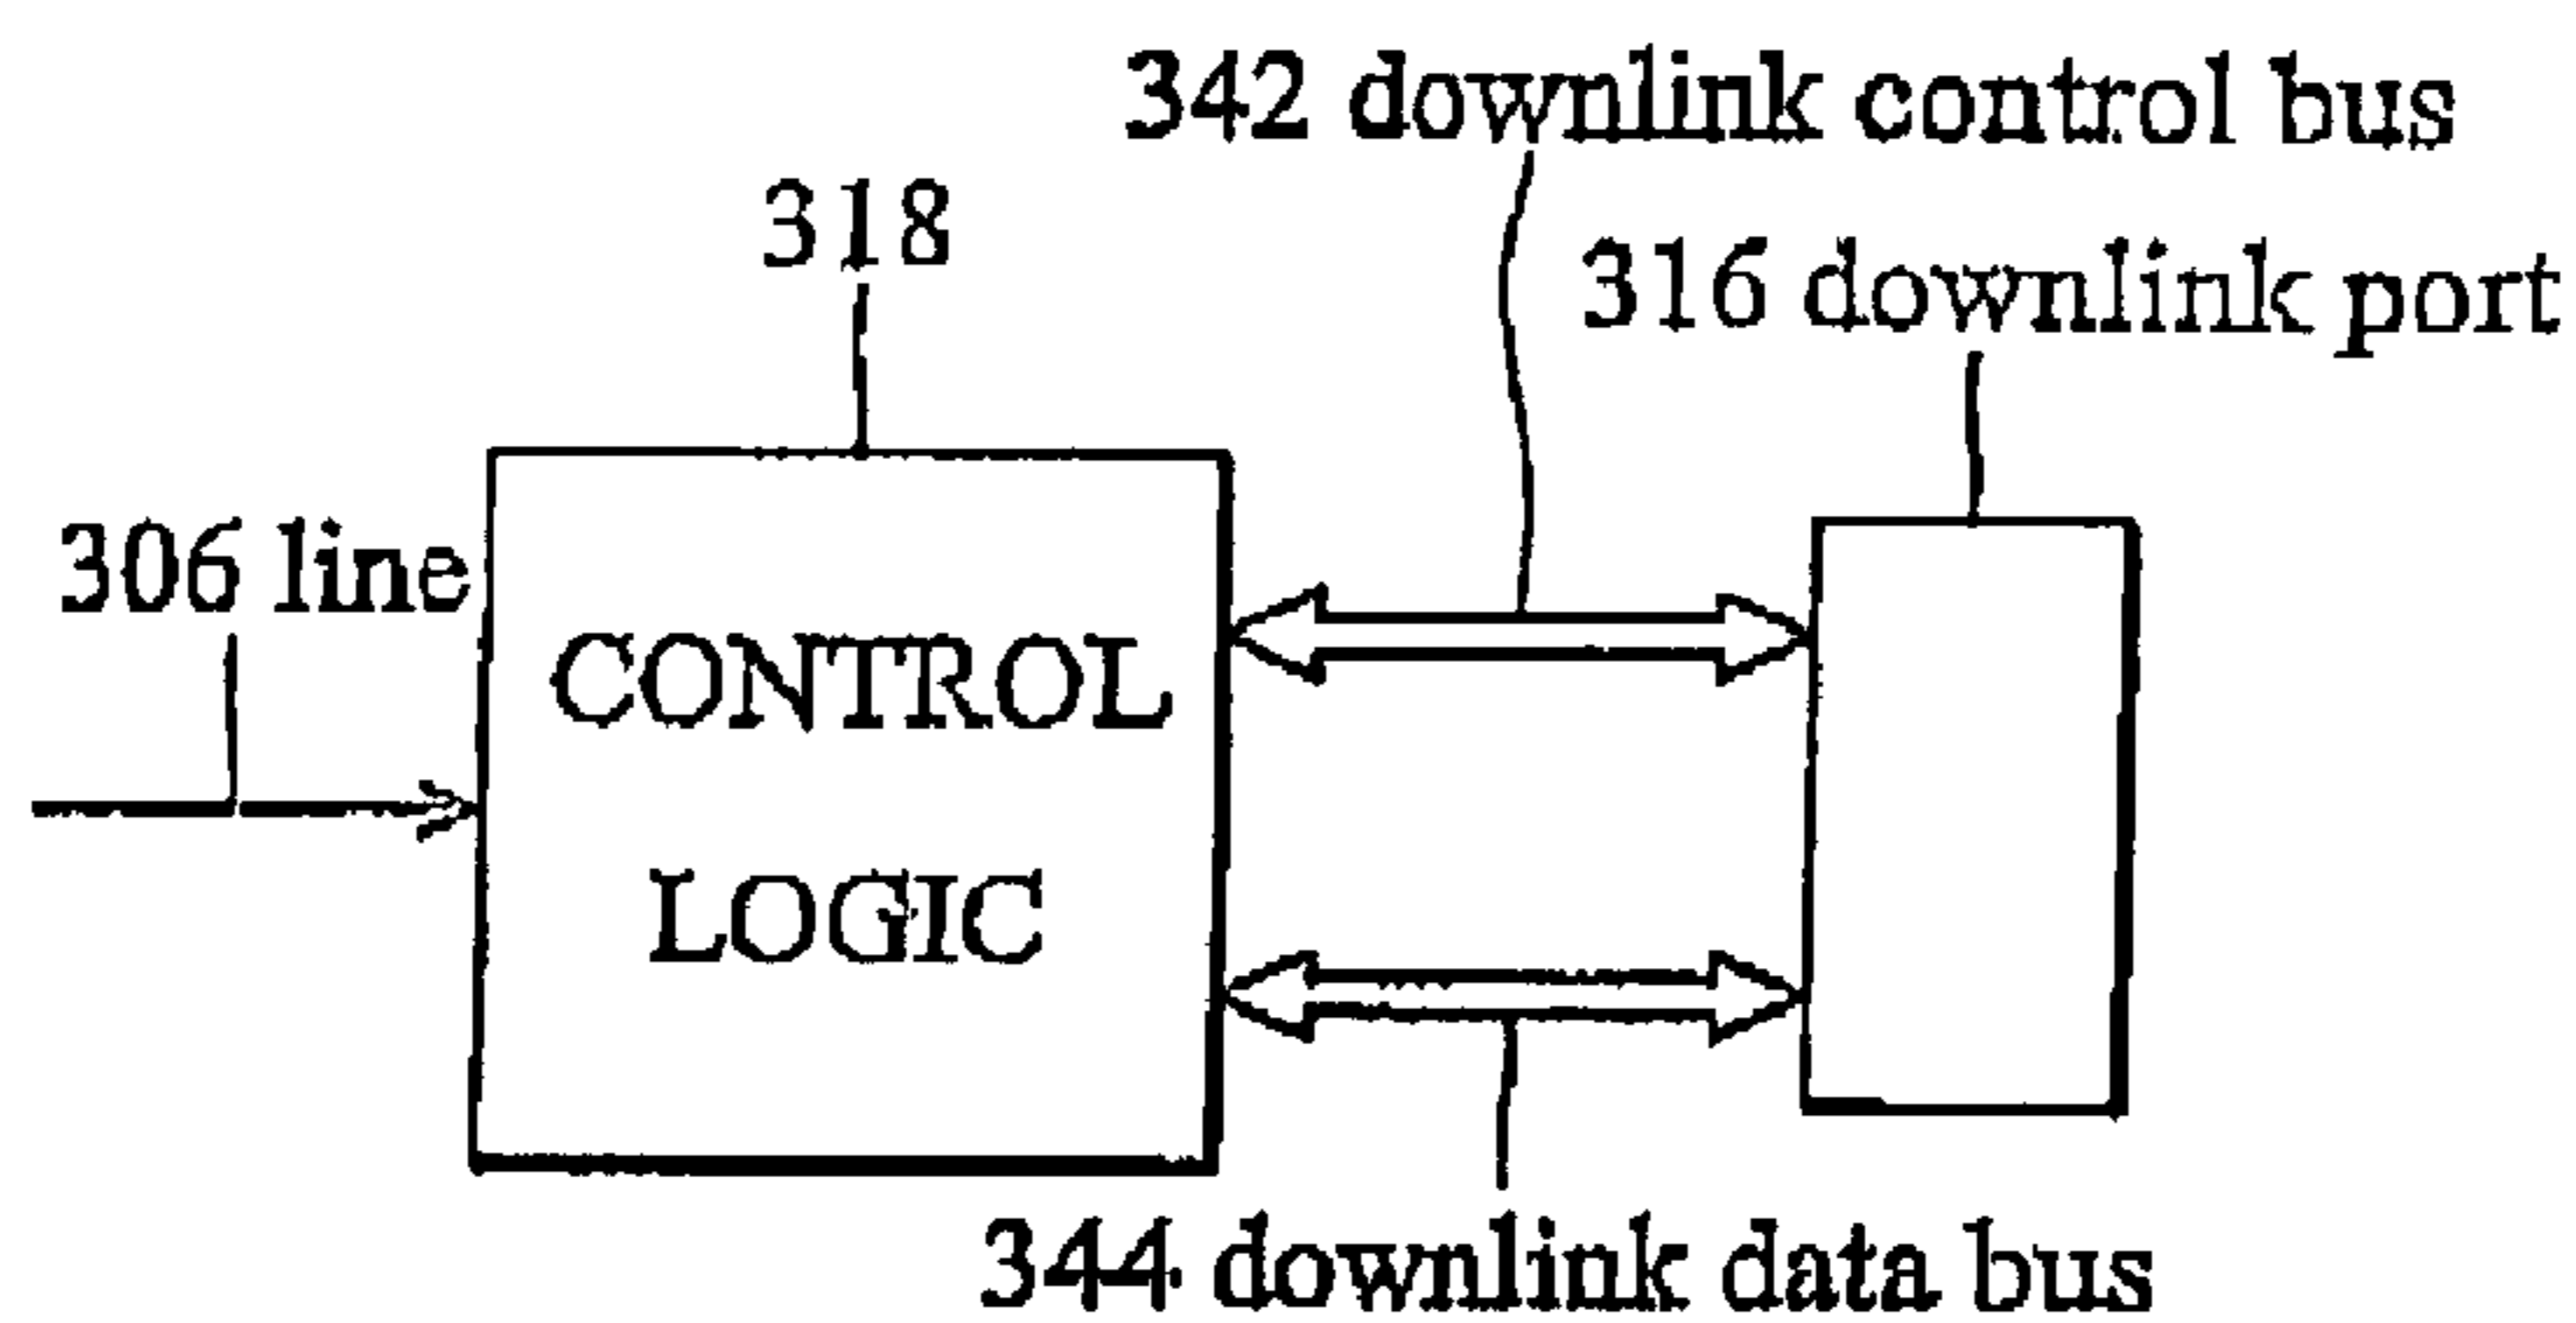 342 downlink control bus
318
316 downlink port
306 line
CONTROL
LOGIC
344 downlink data bus